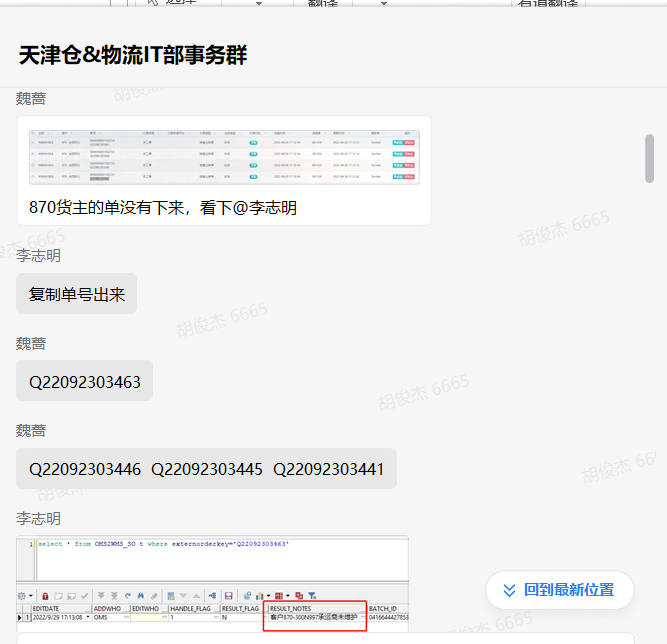 天津仓&物流IT部事务群
魏蔷
870货主的单没有下来，看下@李志明
李志明
复制单号出来
魏蔷
Q22092303463
魏蔷
Q22092303446 Q22092303445 Q22092303441
李志明
1 select * from OMS2WMS_SO t where externorderkey='Q22092303463'
EDITDATE ADDWHO EDITWHO HANDLE_FLAG RESULT_FLAG RESULT_NOTES BATCH_ID
1 2022/9/29 17:13:08 OMS 1 N 客户870-300N997承运商未维护 0416644427853
回到最新位置
胡俊杰 6665
胡俊杰 6665
胡俊杰 6665